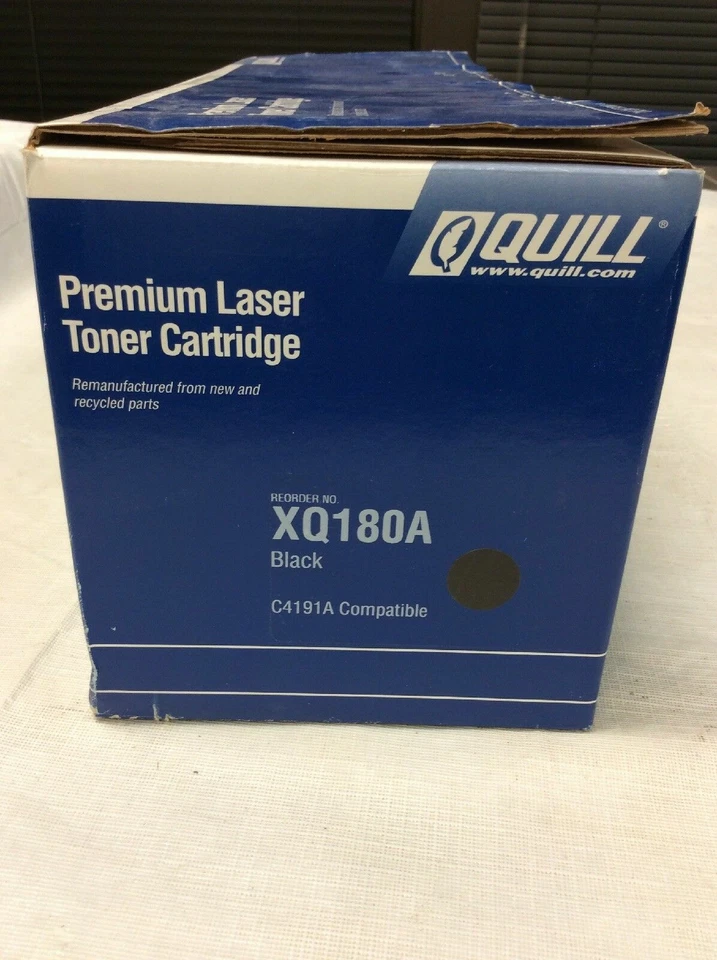 QUILL®
www.quill.com
Premium Laser
Toner Cartridge
Remanufactured from new and
recycled parts
REORDER NO.
XQ180A
Black
C4191A Compatible